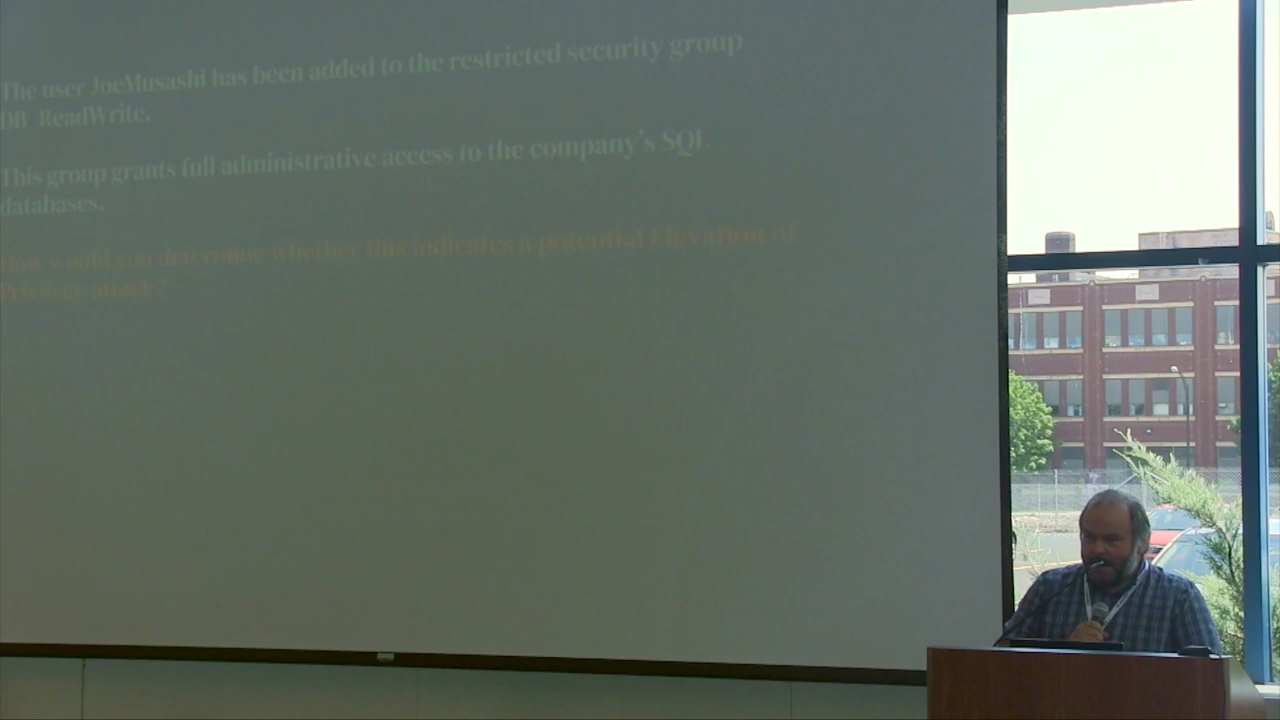 The user JoeMusashi has been added to the restricted security group
DB_ReadWrite.
This group grants full administrative access to the company's SQL
databases.
How would you determine whether this indicates a potential Elevation of
Privilege attack?